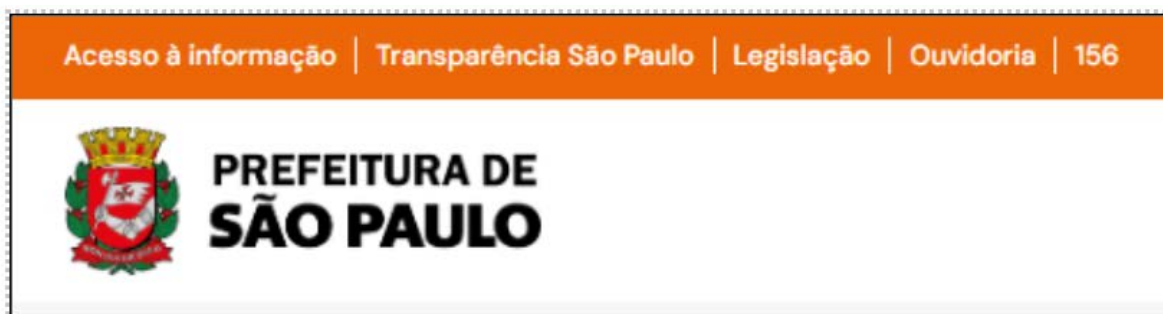 Acesso à informação | Transparência São Paulo | Legislação | Ouvidoria | 156
PREFEITURA DE
SÃO PAULO